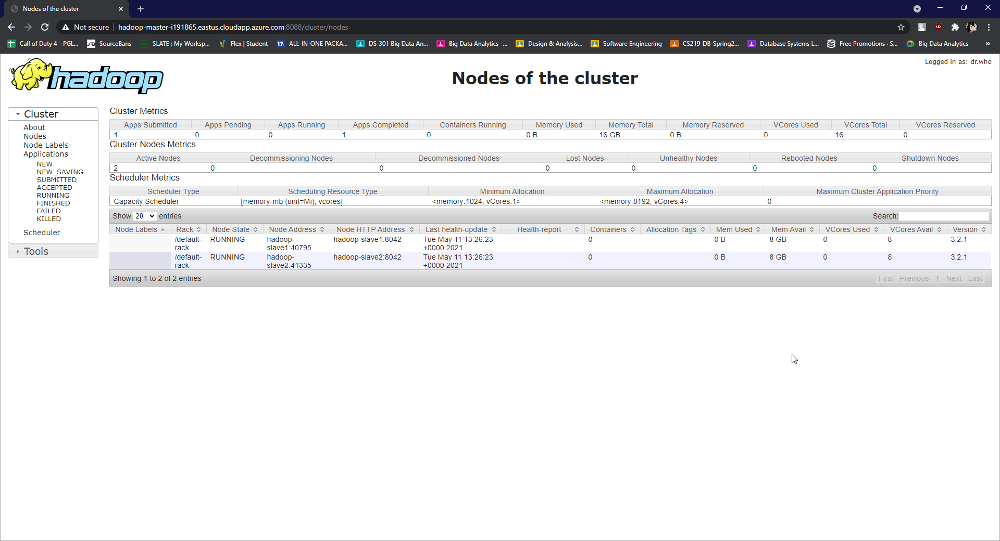 Nodes of the cluster
Not secure hadoop-master-i191865.eastus.cloudapp.azure.com:8088/cluster/nodes
Call of Duty 4 - PGL... SourceBans SLATE : My Worksp... Flex | Student ALL-IN-ONE PACKA... DS-301 Big Data An... Big Data Analytics -... Design & Analysis... Software Engineering CS219-DB-Spring2... Database Systems L... Free Promotions · S... Big Data Analytics »
Logged in as: dr.who
hadoop
Nodes of the cluster
Cluster
About
Nodes
Node Labels
Applications
NEW
NEW_SAVING
SUBMITTED
ACCEPTED
RUNNING
FINISHED
FAILED
KILLED
Scheduler
Tools
Cluster Metrics
Apps Submitted Apps Pending Apps Running Apps Completed Containers Running Memory Used Memory Total Memory Reserved VCores Used VCores Total VCores Reserved
1 0 0 1 0 0 B 16 GB 0 B 0 16 0
Cluster Nodes Metrics
Active Nodes Decommissioning Nodes Decommissioned Nodes Lost Nodes Unhealthy Nodes Rebooted Nodes Shutdown Nodes
2 0 0 0 0 0 0
Scheduler Metrics
Scheduler Type Scheduling Resource Type Minimum Allocation Maximum Allocation Maximum Cluster Application Priority
Capacity Scheduler [memory-mb (unit=Mi), vcores] <memory:1024, vCores:1> <memory:8192, vCores:4> 0
Show 20 entries Search:
Node Labels Rack Node State Node Address Node HTTP Address Last health-update Health-report Containers Allocation Tags Mem Used Mem Avail VCores Used VCores Avail Version
/default- RUNNING hadoop- hadoop-slave1:8042 Tue May 11 13:26:23 0 0 B 8 GB 0 8 3.2.1
rack slave1:40795 +0000 2021
/default- RUNNING hadoop- hadoop-slave2:8042 Tue May 11 13:26:23 0 0 B 8 GB 0 8 3.2.1
rack slave2:41335 +0000 2021
Showing 1 to 2 of 2 entries First Previous 1 Next Last